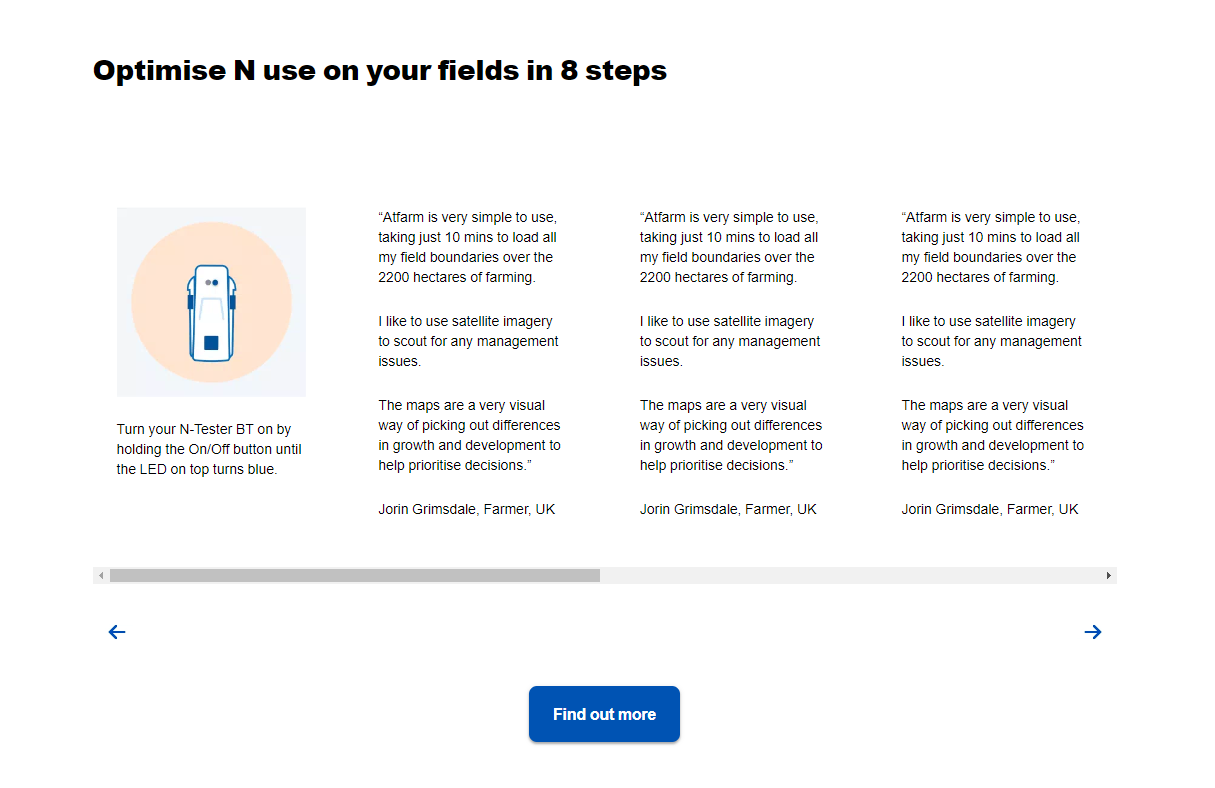 Optimise N use on your fields in 8 steps
Turn your N-Tester BT on by
holding the On/Off button until
the LED on top turns blue.
“Atfarm is very simple to use,
taking just 10 mins to load all
my field boundaries over the
2200 hectares of farming.
I like to use satellite imagery
to scout for any management
issues.
The maps are a very visual
way of picking out differences
in growth and development to
help prioritise decisions.”
Jorin Grimsdale, Farmer, UK
“Atfarm is very simple to use,
taking just 10 mins to load all
my field boundaries over the
2200 hectares of farming.
I like to use satellite imagery
to scout for any management
issues.
The maps are a very visual
way of picking out differences
in growth and development to
help prioritise decisions.”
Jorin Grimsdale, Farmer, UK
“Atfarm is very simple to use,
taking just 10 mins to load all
my field boundaries over the
2200 hectares of farming.
I like to use satellite imagery
to scout for any management
issues.
The maps are a very visual
way of picking out differences
in growth and development to
help prioritise decisions.”
Jorin Grimsdale, Farmer, UK
Find out more